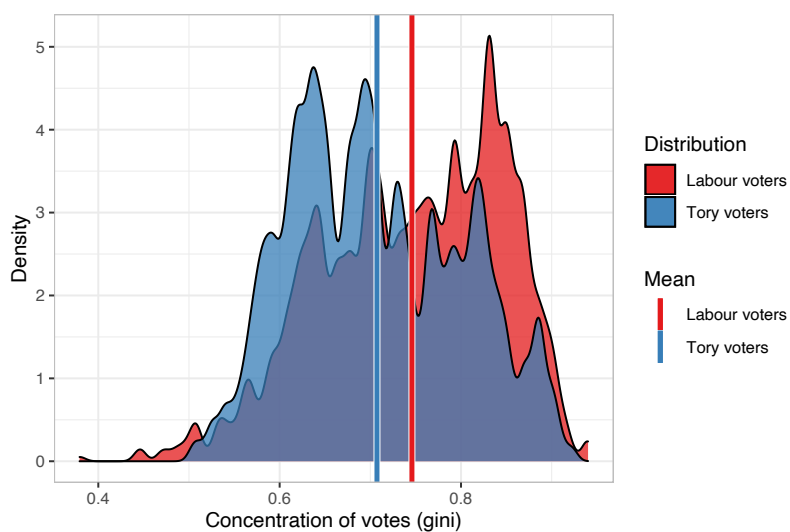 5
4
3
2
1
0
Density
0.4
0.6
0.8
Concentration of votes (gini)
Distribution
Labour voters
Tory voters
Mean
Labour voters
Tory voters